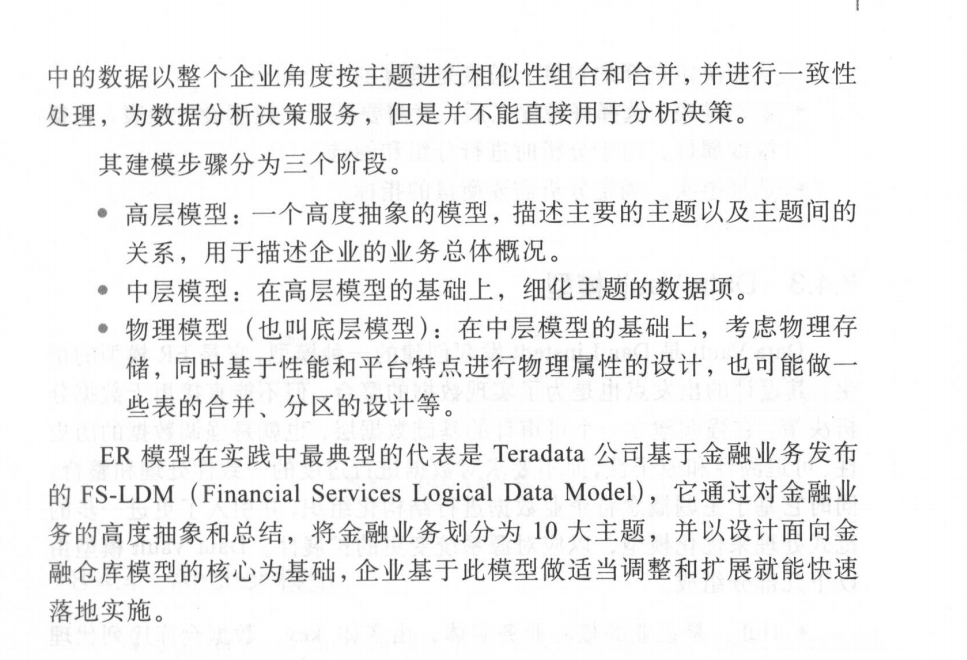 中的数据以整个企业角度按主题进行相似性组合和合并，并进行一致性
处理，为数据分析决策服务，但是并不能直接用于分析决策。
其建模步骤分为三个阶段。
• 高层模型：一个高度抽象的模型，描述主要的主题以及主题间的
关系，用于描述企业的业务总体概况。
• 中层模型：在高层模型的基础上，细化主题的数据项。
• 物理模型（也叫底层模型）：在中层模型的基础上，考虑物理存
储，同时基于性能和平台特点进行物理属性的设计，也可能做一
些表的合并、分区的设计等。
ER 模型在实践中最典型的代表是 Teradata 公司基于金融业务发布
的 FS-LDM（Financial Services Logical Data Model），它通过对金融业
务的高度抽象和总结，将金融业务划分为 10 大主题，并以设计面向金
融仓库模型的核心为基础，企业基于此模型做适当调整和扩展就能快速
落地实施。